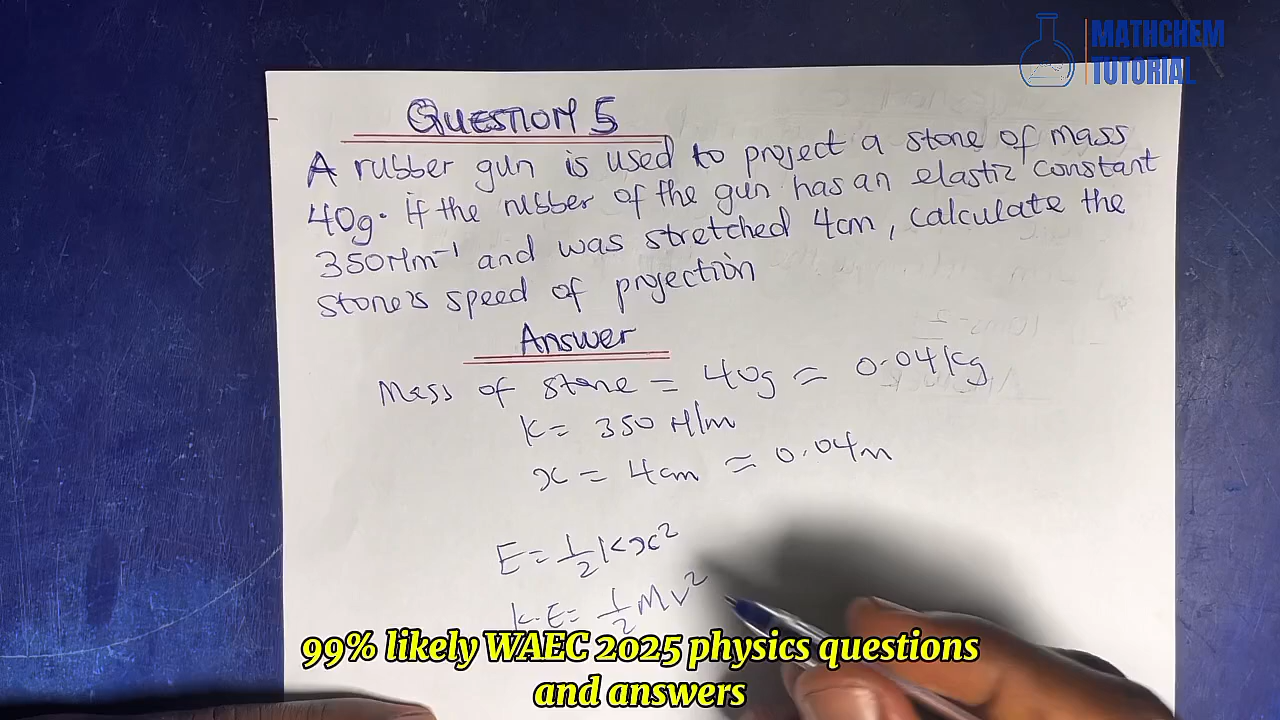 MATHCHEM
TUTORIAL
QUESTION 5
A rubber gun is used to project a stone of mass
40g. if the rubber of the gun has an elastic constant
350Nm⁻¹ and was stretched 4cm, calculate the
stone's speed of projection
Answer
Mass of stone = 40g = 0.04kg
K = 350 N/m
x = 4cm = 0.04m
E = 1/2 Kx²
K.E = 1/2 Mv²
99% likely WAEC 2025 physics questions
and answers